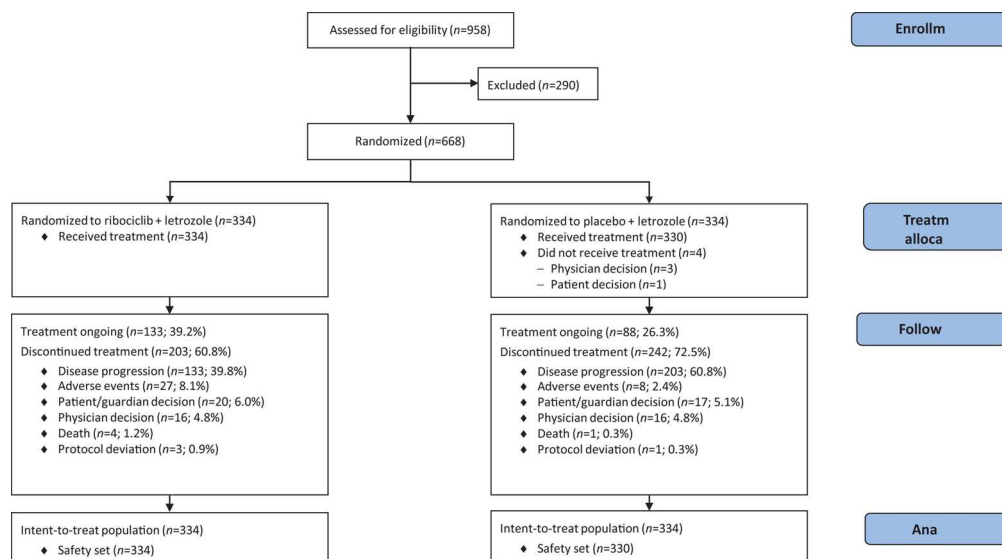 Assessed for eligibility (n=958)
Enrollm
Excluded (n=290)
Randomized (n=668)
Randomized to ribociclib + letrozole (n=334)
♦ Received treatment (n=334)
Randomized to placebo + letrozole (n=334)
♦ Received treatment (n=330)
♦ Did not receive treatment (n=4)
– Physician decision (n=3)
– Patient decision (n=1)
Treatm
alloca
Treatment ongoing (n=133; 39.2%)
Discontinued treatment (n=203; 60.8%)
♦ Disease progression (n=133; 39.8%)
♦ Adverse events (n=27; 8.1%)
♦ Patient/guardian decision (n=20; 6.0%)
♦ Physician decision (n=16; 4.8%)
♦ Death (n=4; 1.2%)
♦ Protocol deviation (n=3; 0.9%)
Treatment ongoing (n=88; 26.3%)
Discontinued treatment (n=242; 72.5%)
♦ Disease progression (n=203; 60.8%)
♦ Adverse events (n=8; 2.4%)
♦ Patient/guardian decision (n=17; 5.1%)
♦ Physician decision (n=16; 4.8%)
♦ Death (n=1; 0.3%)
♦ Protocol deviation (n=1; 0.3%)
Follow
Intent-to-treat population (n=334)
♦ Safety set (n=334)
Intent-to-treat population (n=334)
♦ Safety set (n=330)
Ana